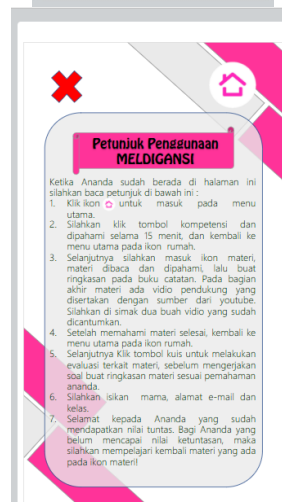 Petunjuk Penggunaan
MELDIGANSI
Ketika Ananda sudah berada di halaman ini
silahkan baca petunjuk di bawah ini :
1. Klik ikon untuk masuk pada menu
utama.
2. Silahkan klik tombol kompetensi dan
dipahami selama 15 menit, dan kembali ke
menu utama pada ikon rumah.
3. Selanjutnya silahkan masuk ikon materi,
materi dibaca dan dipahami, lalu buat
ringkasan pada buku catatan. Pada bagian
akhir materi ada vidio pendukung yang
disertakan dengan sumber dari youtube.
Silahkan di simak dua buah vidio yang sudah
dicantumkan.
4. Setelah memahami materi selesai, kembali ke
menu utama pada ikon rumah.
5. Selanjutnya Klik tombol kuis untuk melakukan
evaluasi terkait materi, sebelum mengerjakan
soal buat ringkasan materi sesuai pemahaman
ananda.
6. Silahkan isikan mama, alamat e-mail dan
kelas.
7. Selamat kepada Ananda yang sudah
mendapatkan nilai tuntas. Bagi Ananda yang
belum mencapai nilai ketuntasan, maka
silahkan mempelajari kembali materi yang ada
pada ikon materi!